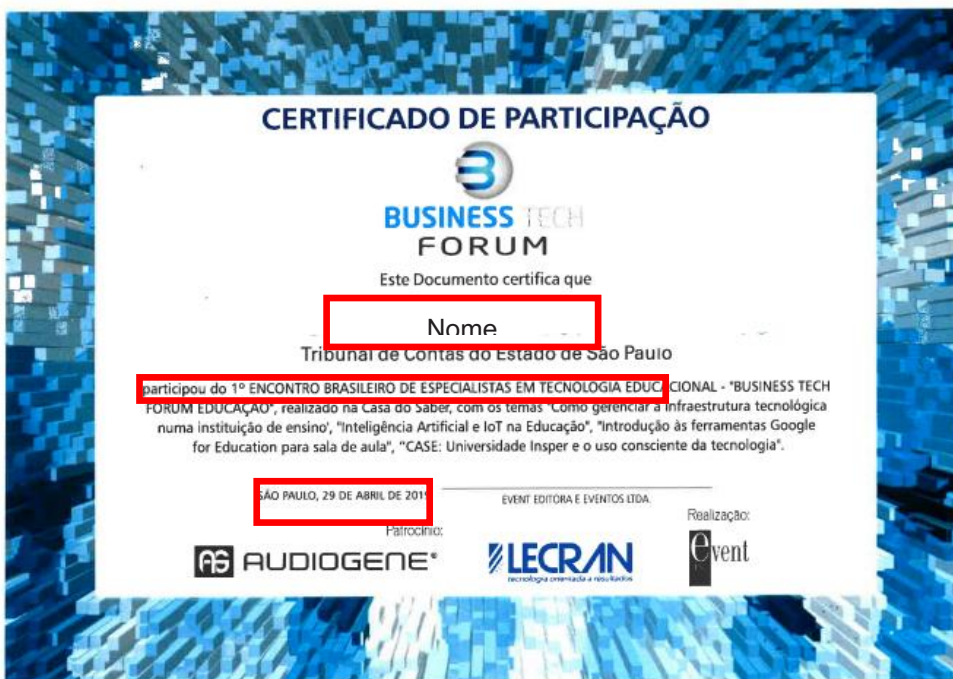 CERTIFICADO DE PARTICIPAÇÃO
B
BUSINESS TECH
FORUM
Este Documento certifica que
Nome
Tribunal de Contas do Estado de São Paulo
participou do 1º ENCONTRO BRASILEIRO DE ESPECIALISTAS EM TECNOLOGIA EDUCACIONAL - "BUSINESS TECH
FORUM EDUCAÇÃO", realizado na Casa do Saber, com os temas "Como gerenciar a infraestrutura tecnológica
numa instituição de ensino', "Inteligência Artificial e IoT na Educação", "Introdução às ferramentas Google
for Education para sala de aula", "CASE: Universidade Insper e o uso consciente da tecnologia".
SÃO PAULO, 29 DE ABRIL DE 2019
EVENT EDITORA E EVENTOS LTDA.
Patrocínio:
Realização:
AG AUDIOGENE®
LECRAN
tecnologia orientada a resultados
event